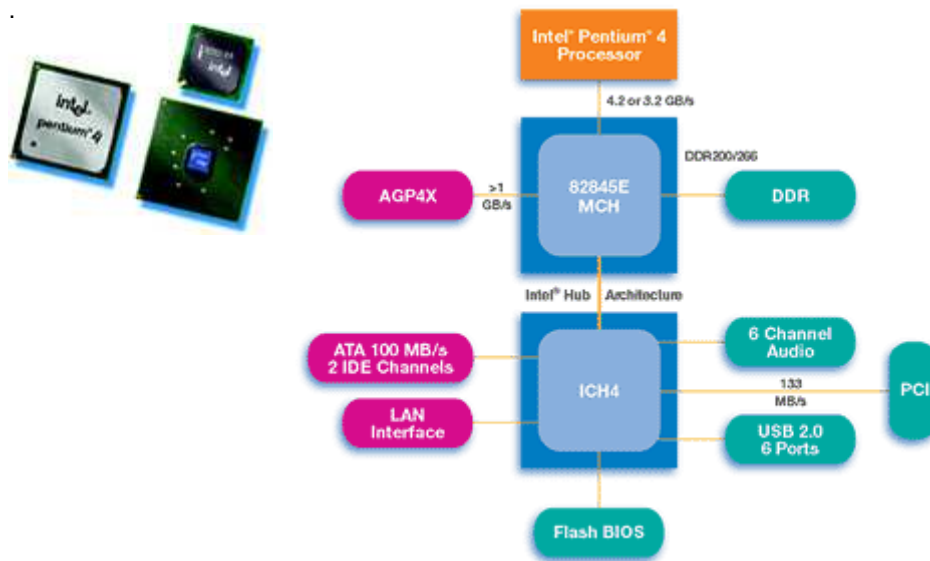 .
intel
intel
pentium 4
Intel® Pentium® 4
Processor
4.2 or 3.2 GB/s
82845E
MCH
DDR200/266
AGP4X
>1
GB/s
DDR
Intel® Hub Architecture
ATA 100 MB/s
2 IDE Channels
6 Channel
Audio
ICH4
133
MB/s
PCI
LAN
Interface
USB 2.0
6 Ports
Flash BIOS